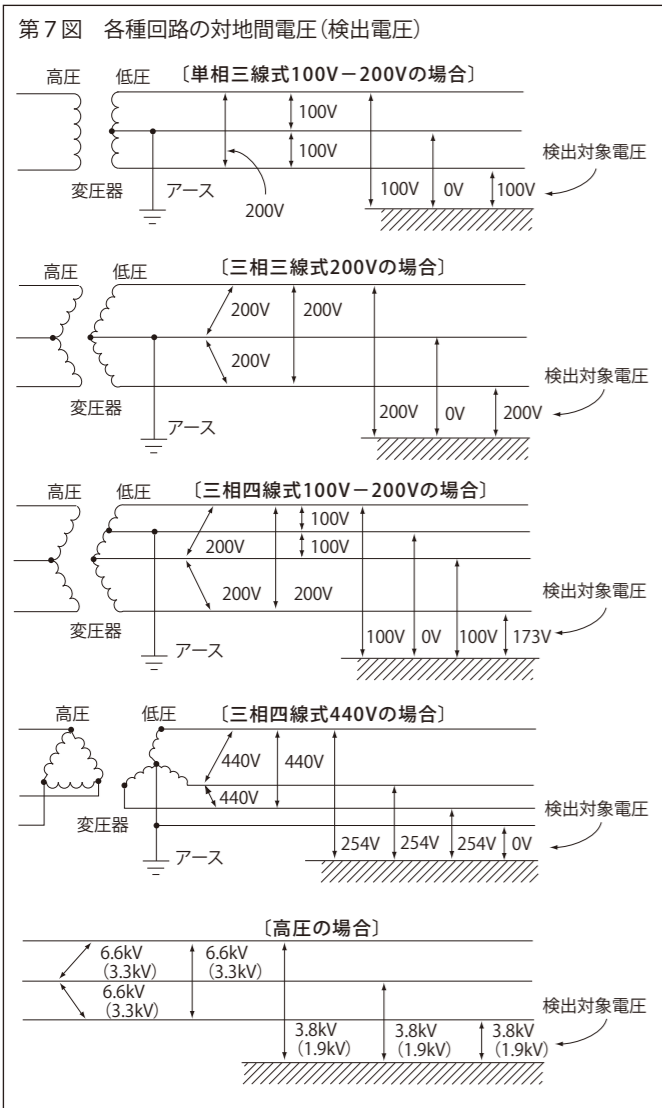 第7図 各種回路の対地間電圧(検出電圧)
高圧 低圧 〔単相三線式100V－200Vの場合〕
100V
100V
検出対象電圧
変圧器 アース 200V 100V 0V 100V
高圧 低圧 〔三相三線式200Vの場合〕
200V 200V
200V
検出対象電圧
変圧器 アース 200V 0V 200V
高圧 低圧 〔三相四線式100V－200Vの場合〕
100V
200V 100V
200V 200V
検出対象電圧
変圧器 アース 100V 0V 100V 173V
高圧 低圧 〔三相四線式440Vの場合〕
440V 440V
440V
検出対象電圧
変圧器 アース 254V 254V 254V 0V
〔高圧の場合〕
6.6kV 6.6kV
(3.3kV) (3.3kV)
6.6kV
(3.3kV)
検出対象電圧
3.8kV 3.8kV 3.8kV
(1.9kV) (1.9kV) (1.9kV)